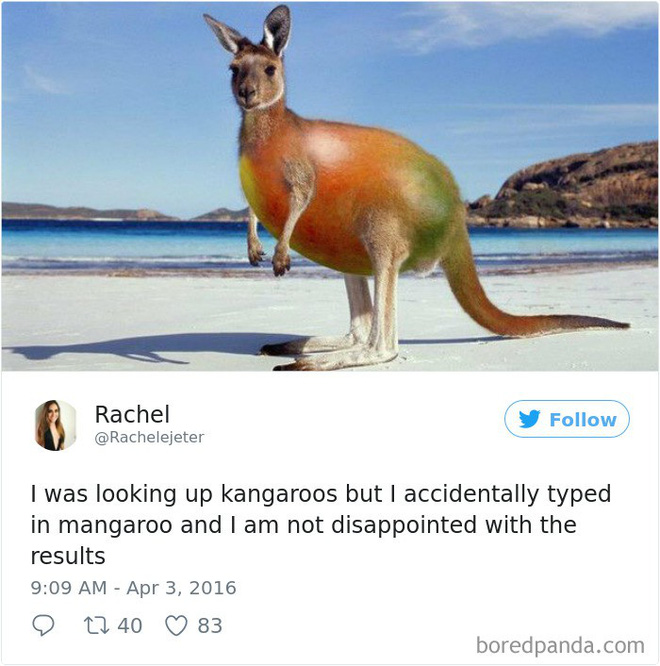 Rachel
@Rachelejeter
Follow
I was looking up kangaroos but I accidentally typed
in mangaroo and I am not disappointed with the
results
9:09 AM - Apr 3, 2016
40 83
boredpanda.com